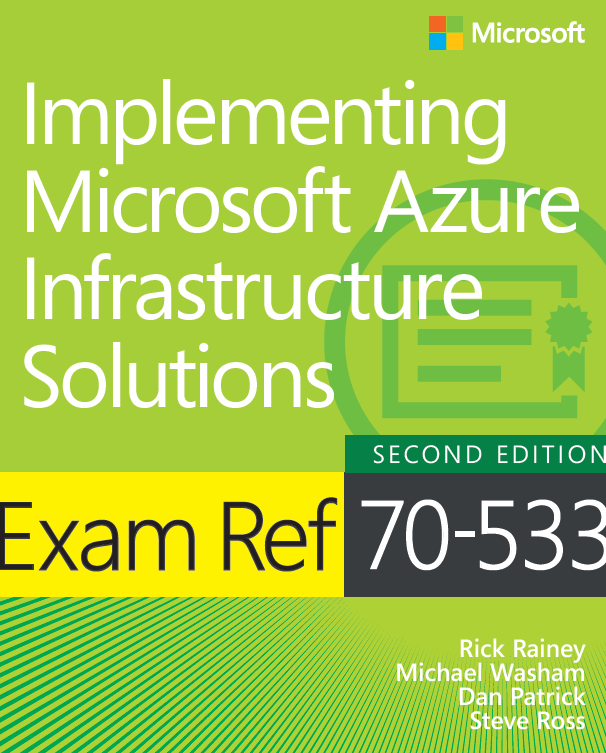 Microsoft
Implementing
Microsoft Azure
Infrastructure
Solutions
SECOND EDITION
Exam Ref 70-533
Rick Rainey
Michael Washam
Dan Patrick
Steve Ross